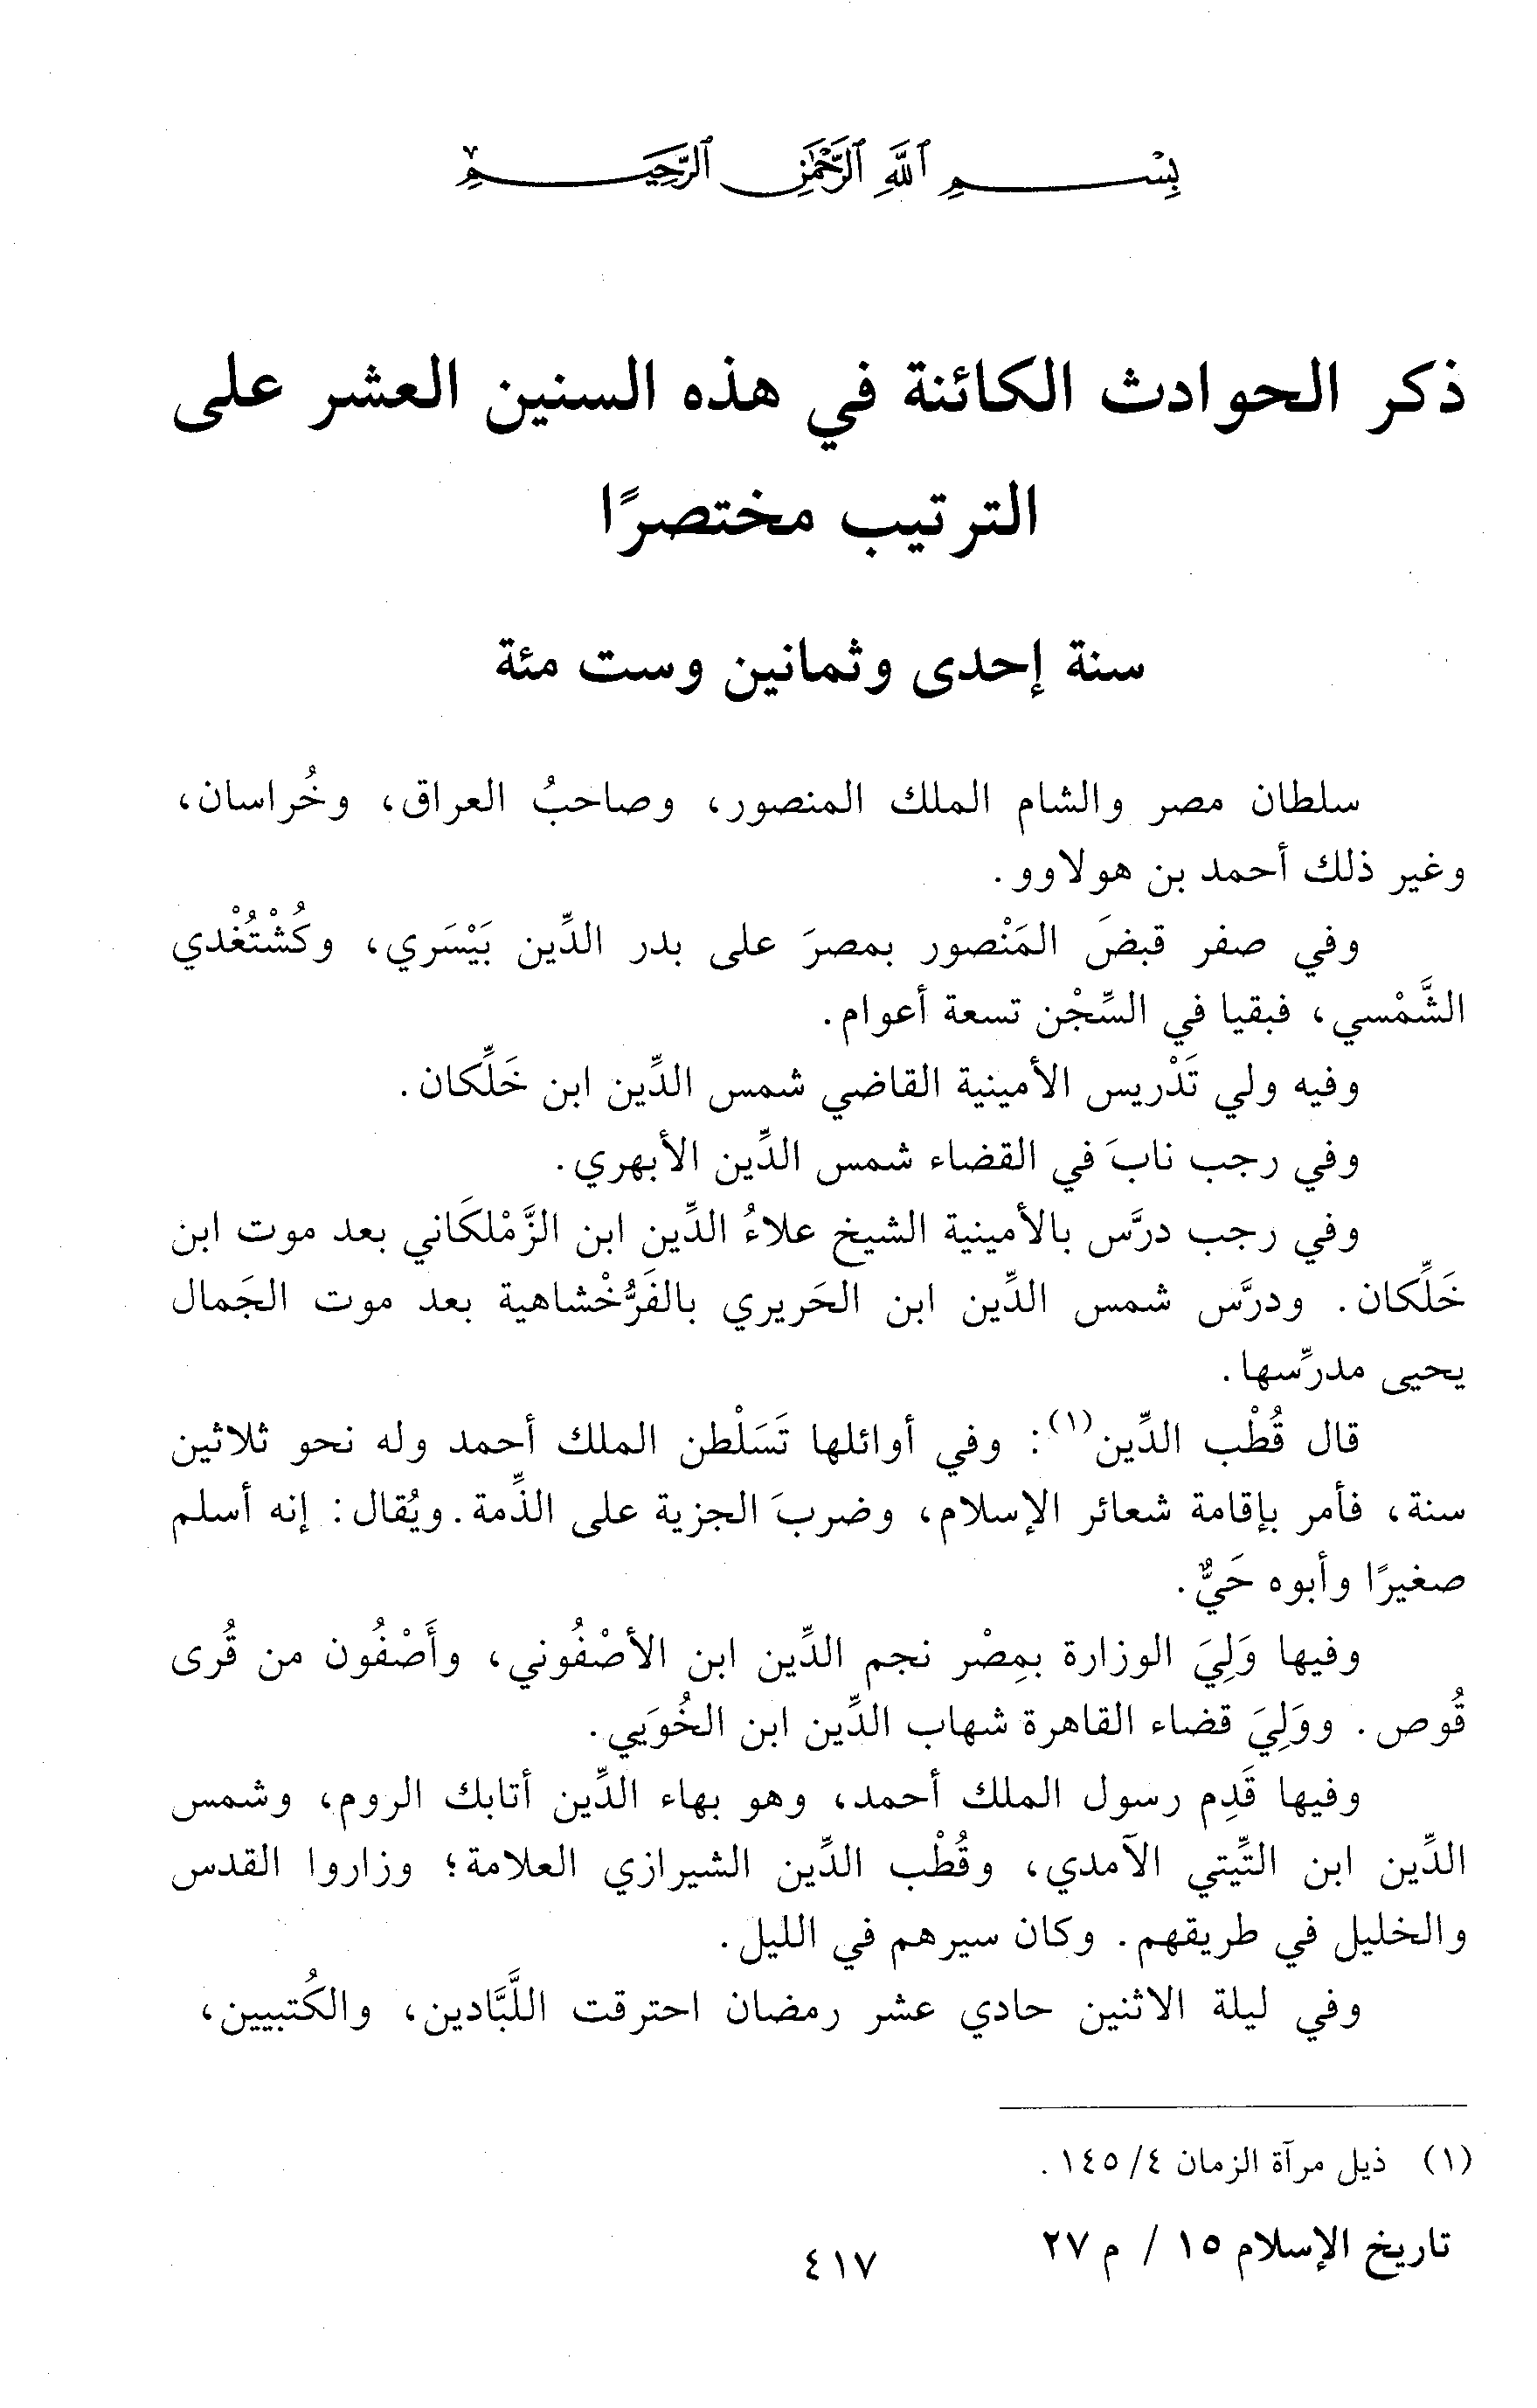 بِسْمِ ٱللَّهِ ٱلرَّحْمَٰنِ ٱلرَّحِيمِ
ذكر الحوادث الكائنة في هذه السنين العشر على
الترتيب مختصرًا
سنة إحدى وثمانين وست مئة
سلطان مصر والشام الملك المنصور، وصاحبُ العراق، وخُراسان،
وغير ذلك أحمد بن هولاوو.
وفي صفر قبضَ المَنْصور بمصرَ على بدر الدِّين بَيْسَري، وكُشْتُغْدي
الشَّمْسي، فبقيا في السِّجْن تسعة أعوام.
وفيه ولي تَدْريس الأمينية القاضي شمس الدِّين ابن خَلِّكان.
وفي رجب نابَ في القضاء شمس الدِّين الأبهري.
وفي رجب درَّس بالأمينية الشيخ علاءُ الدِّين ابن الزَّمْلكَاني بعد موت ابن
خَلِّكان. ودرَّس شمس الدِّين ابن الحَريري بالفَرُّخْشاهية بعد موت الجَمال
يحيى مدرِّسها.
قال قُطْب الدِّين(١): وفي أوائلها تَسَلْطن الملك أحمد وله نحو ثلاثين
سنة، فأمر بإقامة شعائر الإسلام، وضربَ الجزية على الذِّمة. ويُقال: إنه أسلم
صغيرًا وأبوه حَيٌّ.
وفيها وَلِيَ الوزارة بمِصْر نجم الدِّين ابن الأصْفُوني، وأَصْفُون من قُرى
قُوص. ووَلِيَ قضاء القاهرة شهاب الدِّين ابن الخُوَيي.
وفيها قَدِم رسول الملك أحمد، وهو بهاء الدِّين أتابك الروم، وشمس
الدِّين ابن التِّيتي الآمدي، وقُطْب الدِّين الشيرازي العلامة؛ وزاروا القدس
والخليل في طريقهم. وكان سيرهم في الليل.
وفي ليلة الاثنين حادي عشر رمضان احترقت اللَّبَّادين، والكُتبيين،
(١) ذيل مرآة الزمان ٤/ ١٤٥.
تاريخ الإسلام ١٥ / م ٢٧
٤١٧